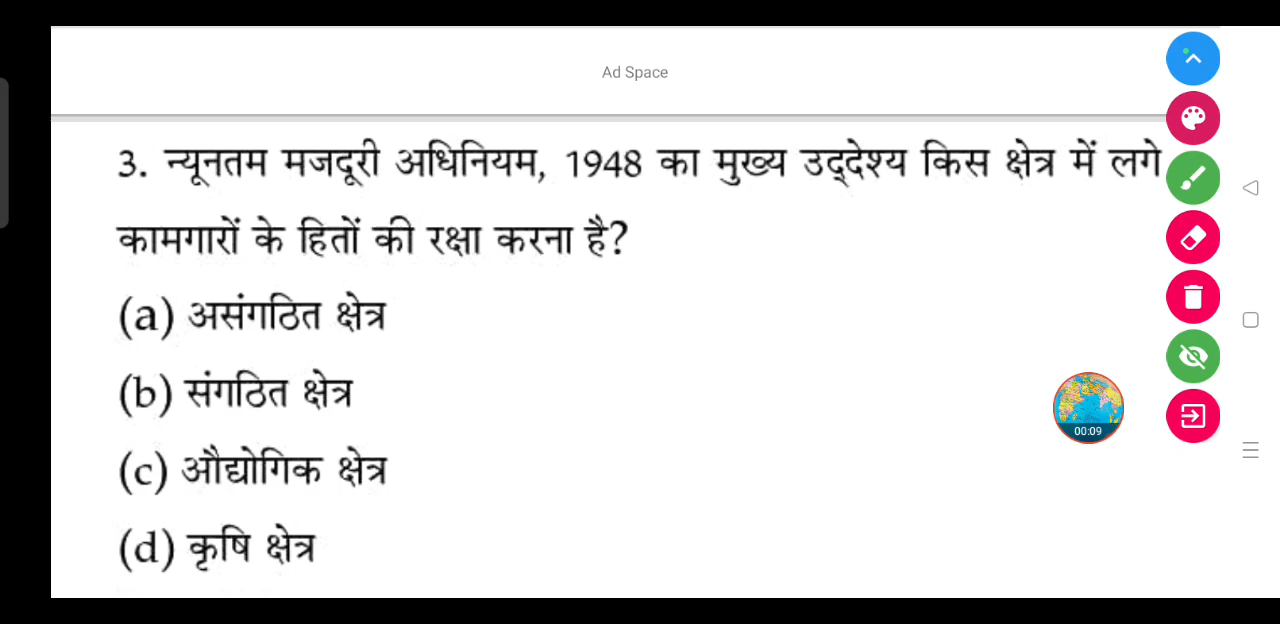 Ad Space
3. न्यूनतम मजदूरी अधिनियम, 1948 का मुख्य उद्देश्य किस क्षेत्र में लगे
कामगारों के हितों की रक्षा करना है?
(a) असंगठित क्षेत्र
(b) संगठित क्षेत्र
(c) औद्योगिक क्षेत्र
(d) कृषि क्षेत्र
00:09